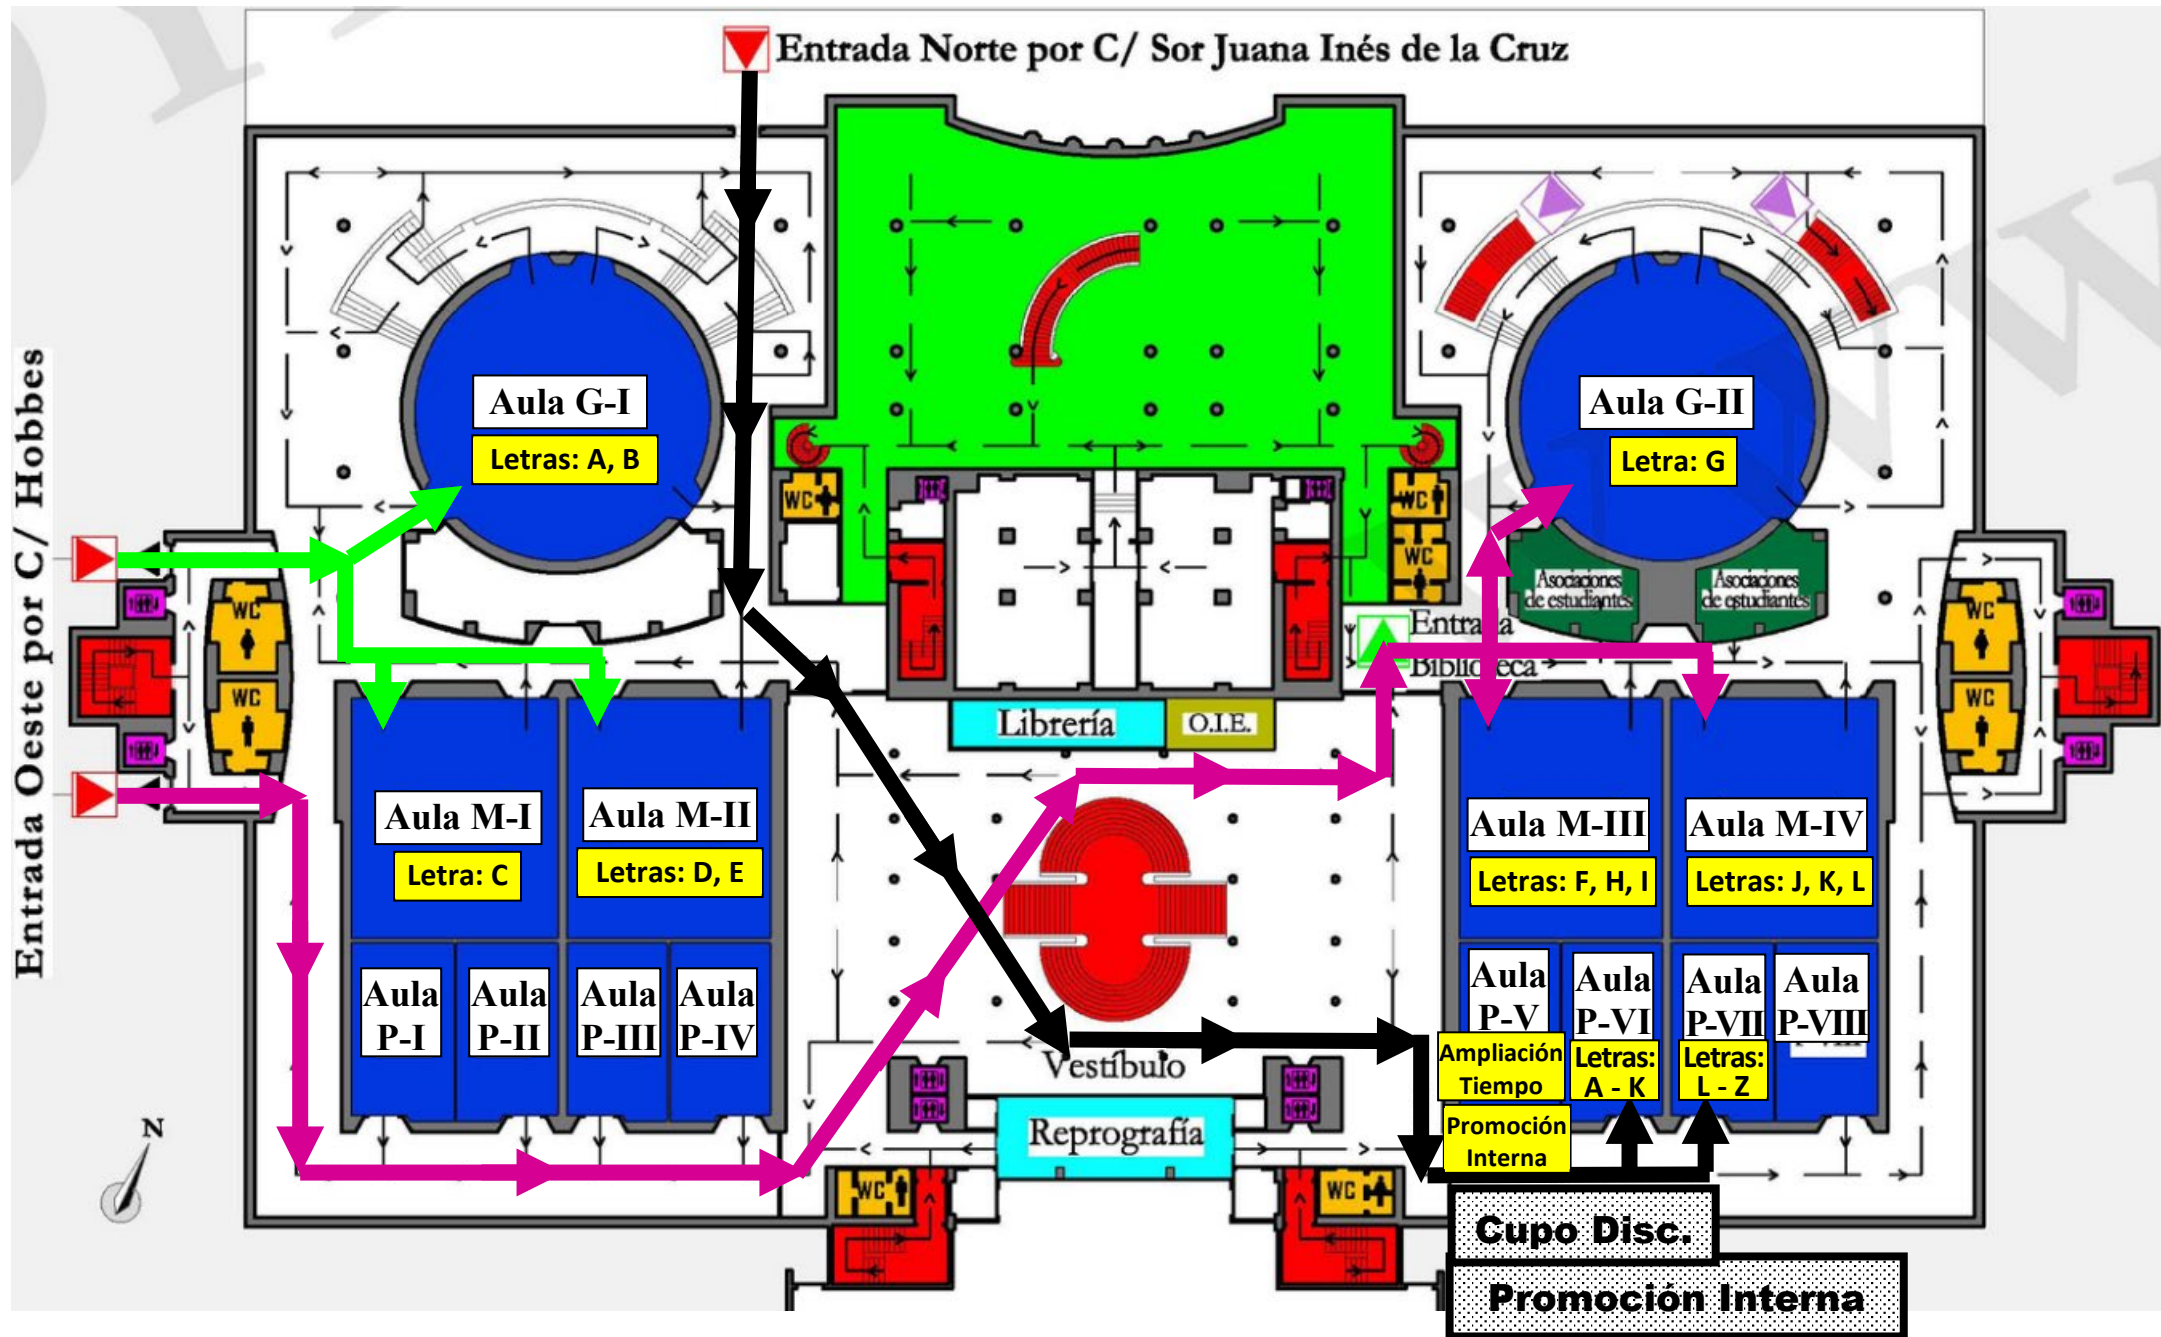 Entrada Norte por C/ Sor Juana Inés de la Cruz
Entrada Oeste por C/ Hobbes
Aula G-I
Letras: A, B
Aula G-II
Letra: G
WC
WC
WC
Asociaciones
de estudiantes
Asociaciones
de estudiantes
Entrada
Biblioteca
WC
WC
WC
WC
Librería
O.I.E.
Aula M-I
Letra: C
Aula M-II
Letras: D, E
Aula M-III
Letras: F, H, I
Aula M-IV
Letras: J, K, L
Aula
P-I
Aula
P-II
Aula
P-III
Aula
P-IV
Aula
P-V
Ampliación
Tiempo
Promoción
Interna
Aula
P-VI
Letras:
A - K
Aula
P-VII
Letras:
L - Z
Aula
P-VIII
Vestíbulo
Reprografía
WC
WC
N
Cupo Disc.
Promoción Interna